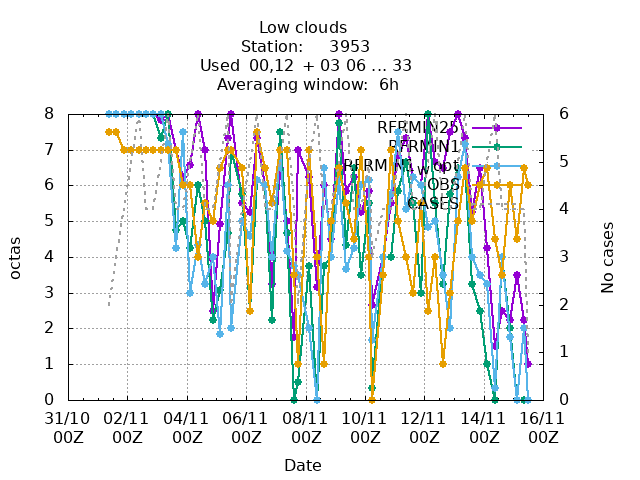 Low clouds
Station: 3953
Used 00,12 + 03 06 ... 33
Averaging window: 6h
8 7 6 5 4 3 2 1 0
octas
6 5 4 3 2 1 0
No cases
RFRMIN25
RFRMIN1
OBS
CASES
31/10 02/11 04/11 06/11 08/11 10/11 12/11 14/11 16/11
00Z 00Z 00Z 00Z 00Z 00Z 00Z 00Z 00Z
Date